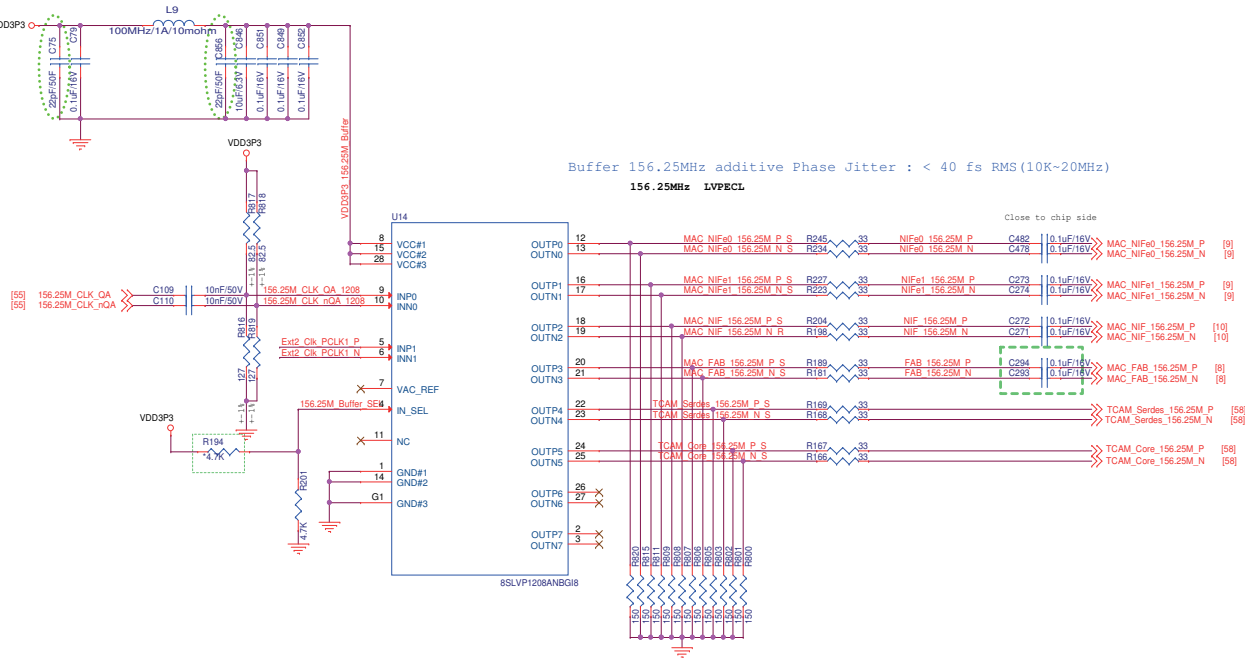 L9
VDD3P3
100MHz/1A/10mohm
C75
C79
C856
C846
C851
C849
C852
22pF/50F
0.1uF/16V
22pF/50F
10uF/6.3V
0.1uF/16V
0.1uF/16V
0.1uF/16V
VDD3P3
VDD3P3_156.25M_Buffer
Buffer 156.25MHz additive Phase Jitter : < 40 fs RMS(10K~20MHz)
156.25MHz LVPECL
R817
R818
82.5
82.5
+-1%
+-1%
U14
Close to chip side
8 VCC#1
15 VCC#2
28 VCC#3
[55] 156.25M_CLK_QA C109 10nF/50V 156.25M_CLK_QA_1208 9 INP0
[55] 156.25M_CLK_nQA C110 10nF/50V 156.25M_CLK_nQA_1208 10 INN0
R816
R819
127
127
+-1%
+-1%
Ext2_Clk_PCLK1_P 5 INP1
Ext2_Clk_PCLK1_N 6 INN1
7 VAC_REF
156.25M_Buffer_SEL 4 IN_SEL
VDD3P3
R194
*4.7K
R201
4.7K
11 NC
1 GND#1
14 GND#2
G1 GND#3
OUTP0 12 MAC_NIFe0_156.25M_P_S R245 33 NIFe0_156.25M_P C482 0.1uF/16V MAC_NIFe0_156.25M_P [9]
OUTN0 13 MAC_NIFe0_156.25M_N_S R234 33 NIFe0_156.25M_N C478 0.1uF/16V MAC_NIFe0_156.25M_N [9]
OUTP1 16 MAC_NIFe1_156.25M_P_S R227 33 NIFe1_156.25M_P C273 0.1uF/16V MAC_NIFe1_156.25M_P [9]
OUTN1 17 MAC_NIFe1_156.25M_N_S R223 33 NIFe1_156.25M_N C274 0.1uF/16V MAC_NIFe1_156.25M_N [9]
OUTP2 18 MAC_NIF_156.25M_P_S R204 33 NIF_156.25M_P C272 0.1uF/16V MAC_NIF_156.25M_P [10]
OUTN2 19 MAC_NIF_156.25M_N_R R198 33 NIF_156.25M_N C271 0.1uF/16V MAC_NIF_156.25M_N [10]
OUTP3 20 MAC_FAB_156.25M_P_S R189 33 FAB_156.25M_P C294 0.1uF/16V MAC_FAB_156.25M_P [8]
OUTN3 21 MAC_FAB_156.25M_N_S R181 33 FAB_156.25M_N C293 0.1uF/16V MAC_FAB_156.25M_N [8]
OUTP4 22 TCAM_Serdes_156.25M_P_S R169 33 TCAM_Serdes_156.25M_P [58]
OUTN4 23 TCAM_Serdes_156.25M_N_S R168 33 TCAM_Serdes_156.25M_N [58]
OUTP5 24 TCAM_Core_156.25M_P_S R167 33 TCAM_Core_156.25M_P [58]
OUTN5 25 TCAM_Core_156.25M_N_S R166 33 TCAM_Core_156.25M_N [58]
OUTP6 26
OUTN6 27
OUTP7 2
OUTN7 3
8SLVP1208ANBGI8
R820
R815
R811
R809
R808
R807
R806
R805
R803
R802
R801
R800
150
150
150
150
150
150
150
150
150
150
150
150